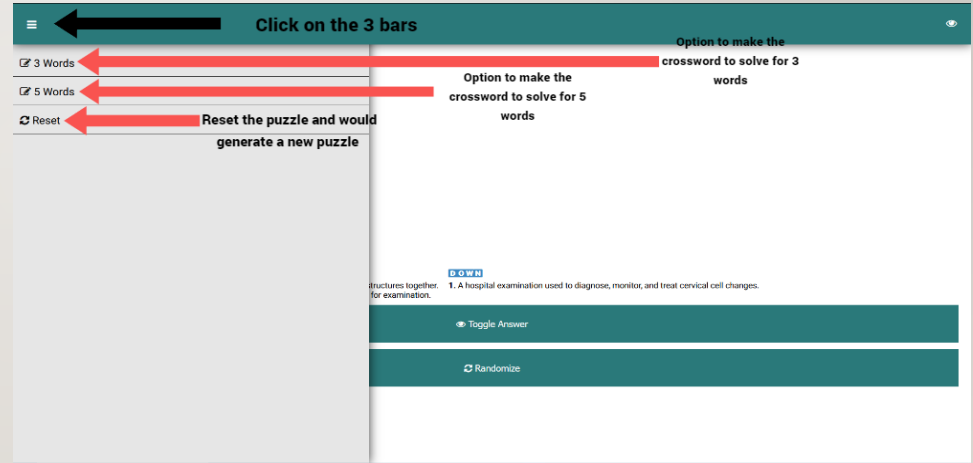 Click on the 3 bars
Option to make the
crossword to solve for 3
words
3 Words
Option to make the
crossword to solve for 5
words
5 Words
Reset
Reset the puzzle and would
generate a new puzzle
DOWN
structures together.
for examination.
1. A hospital examination used to diagnose, monitor, and treat cervical cell changes.
Toggle Answer
Randomize